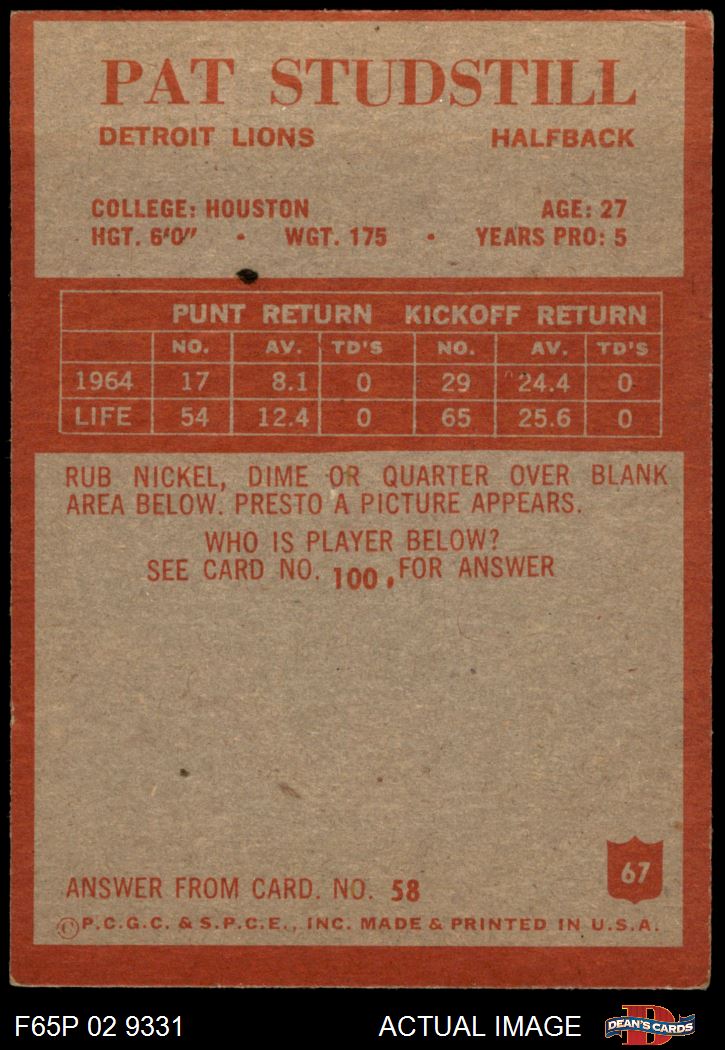 PAT STUDSTILL
DETROIT LIONS HALFBACK
COLLEGE: HOUSTON AGE: 27
HGT. 6'0" • WGT. 175 • YEARS PRO: 5
PUNT RETURN KICKOFF RETURN
NO. AV. TD'S NO. AV. TD'S
1964 17 8.1 0 29 24.4 0
LIFE 54 12.4 0 65 25.6 0
RUB NICKEL, DIME OR QUARTER OVER BLANK
AREA BELOW. PRESTO A PICTURE APPEARS.
WHO IS PLAYER BELOW?
SEE CARD NO. 100, FOR ANSWER
67
ANSWER FROM CARD. NO. 58
©P.C.G.C. & S.P.C.E., INC. MADE & PRINTED IN U.S.A.
F65P 02 9331 ACTUAL IMAGE D DEAN'S CARDS